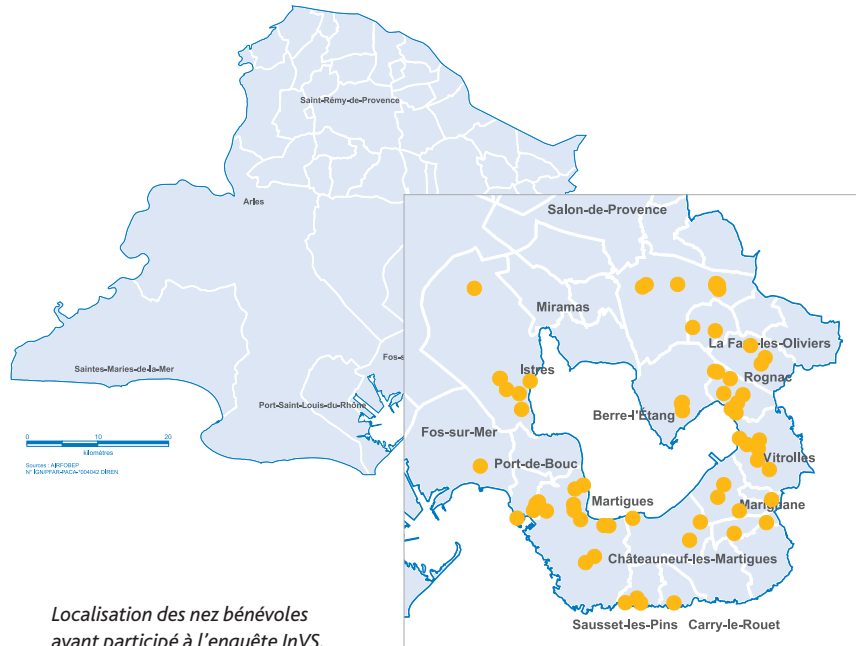 Saint-Rémy-de-Provence
Arles
Salon-de-Provence
Miramas
La Fare-les-Oliviers
Istres
Rognac
Saintes-Maries-de-la-Mer
Port-Saint-Louis-du-Rhône
Berre-l'Étang
Fos-sur-Mer
Vitrolles
Port-de-Bouc
Martigues
Marignane
Châteauneuf-les-Martigues
Sausset-les-Pins Carry-le-Rouet
0 10 20
kilomètres
Sources : AIRFOBEP
Localisation des nez bénévoles
ayant participé à l'enquête InVS.